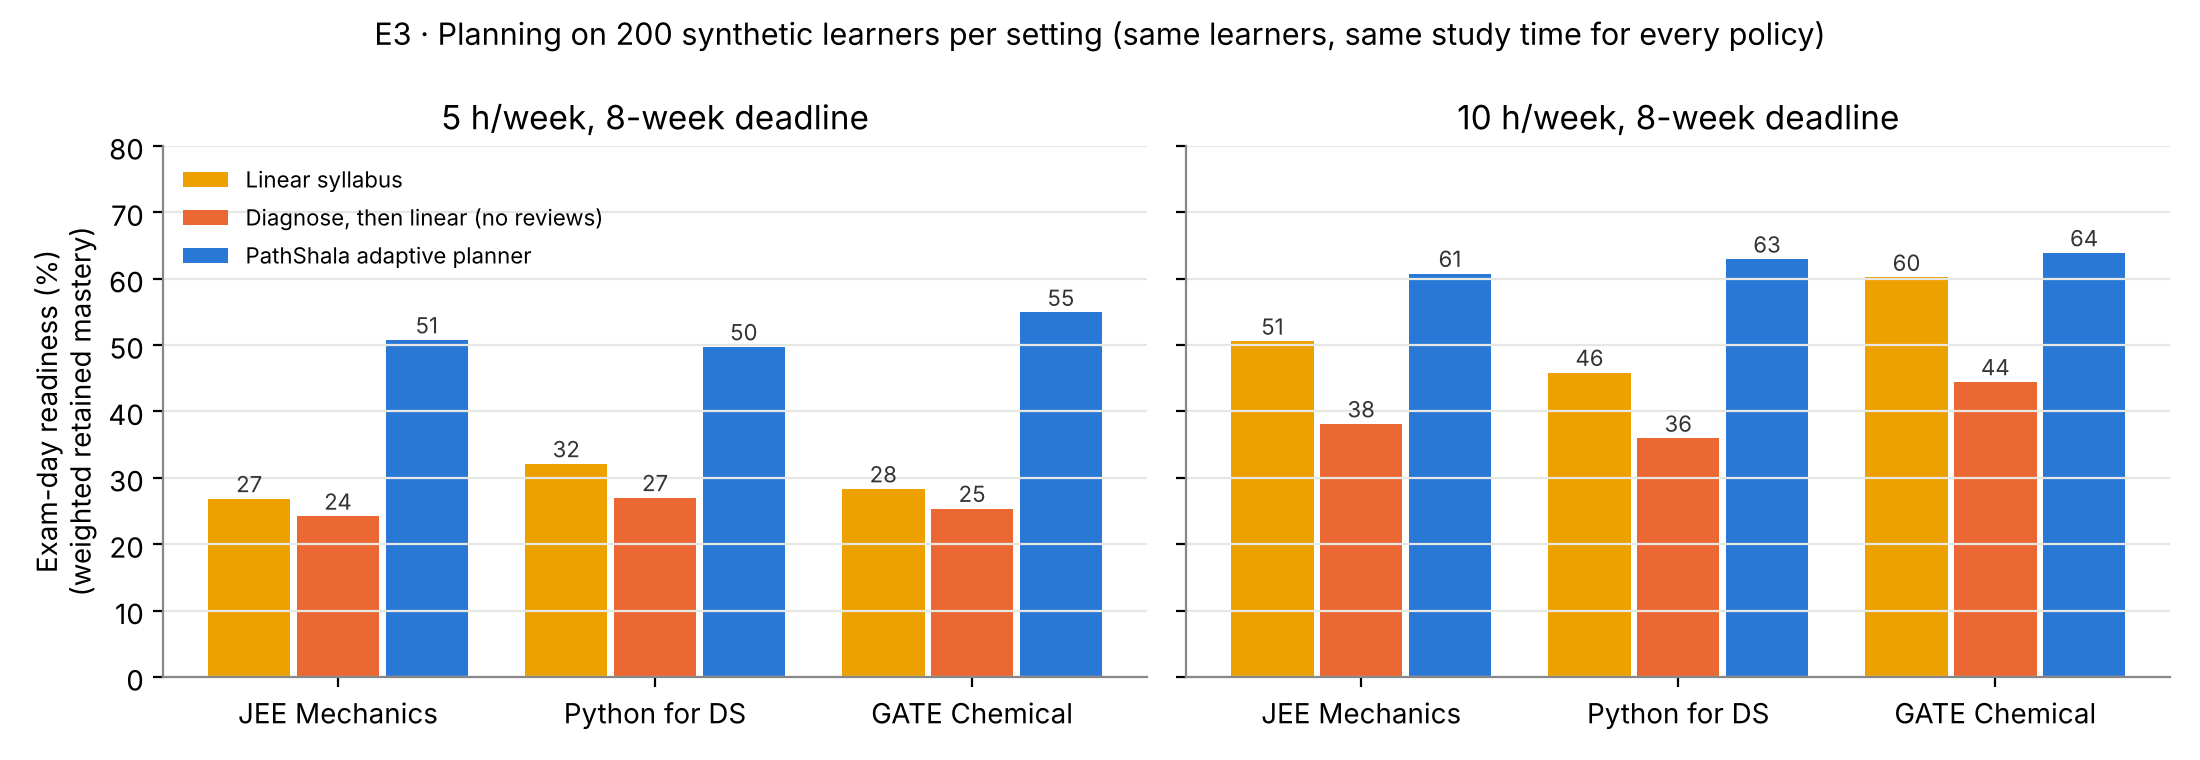 E3 · Planning on 200 synthetic learners per setting (same learners, same study time for every policy)
5 h/week, 8-week deadline
Exam-day readiness (%)
(weighted retained mastery)
80
70
60
50
40
30
20
10
0
Linear syllabus
Diagnose, then linear (no reviews)
PathShala adaptive planner
27
24
51
32
27
50
28
25
55
JEE Mechanics
Python for DS
GATE Chemical
10 h/week, 8-week deadline
51
38
61
46
36
63
60
44
64
JEE Mechanics
Python for DS
GATE Chemical